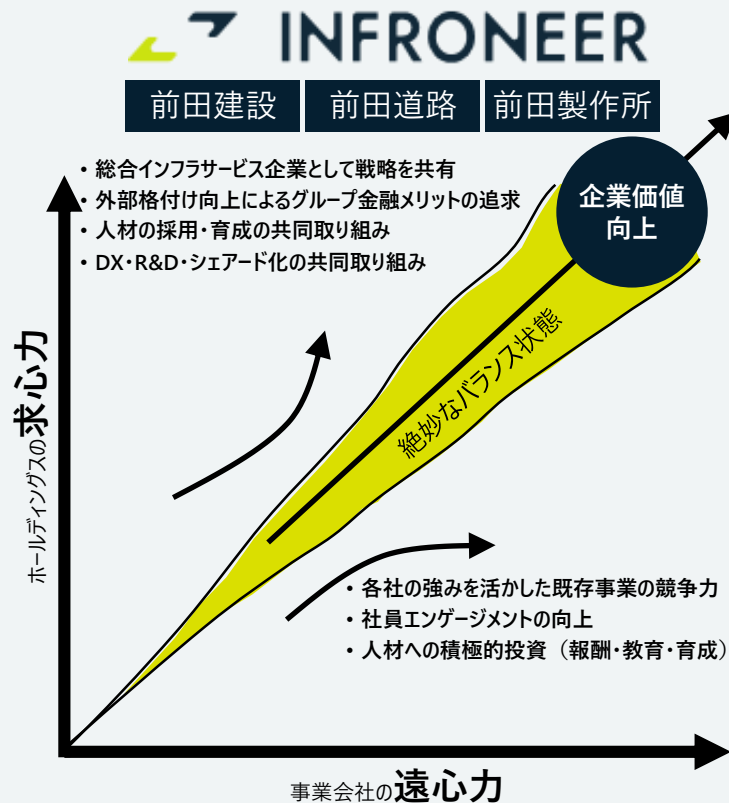 INFRONEER
前田建設 前田道路 前田製作所
・総合インフラサービス企業として戦略を共有
・外部格付け向上によるグループ金融メリットの追求
・人材の採用・育成の共同取り組み
・DX・R&D・シェアード化の共同取り組み
企業価値
向上
ホールディングスの求心力
絶妙なバランス状態
・各社の強みを活かした既存事業の競争力
・社員エンゲージメントの向上
・人材への積極的投資（報酬・教育・育成）
事業会社の遠心力